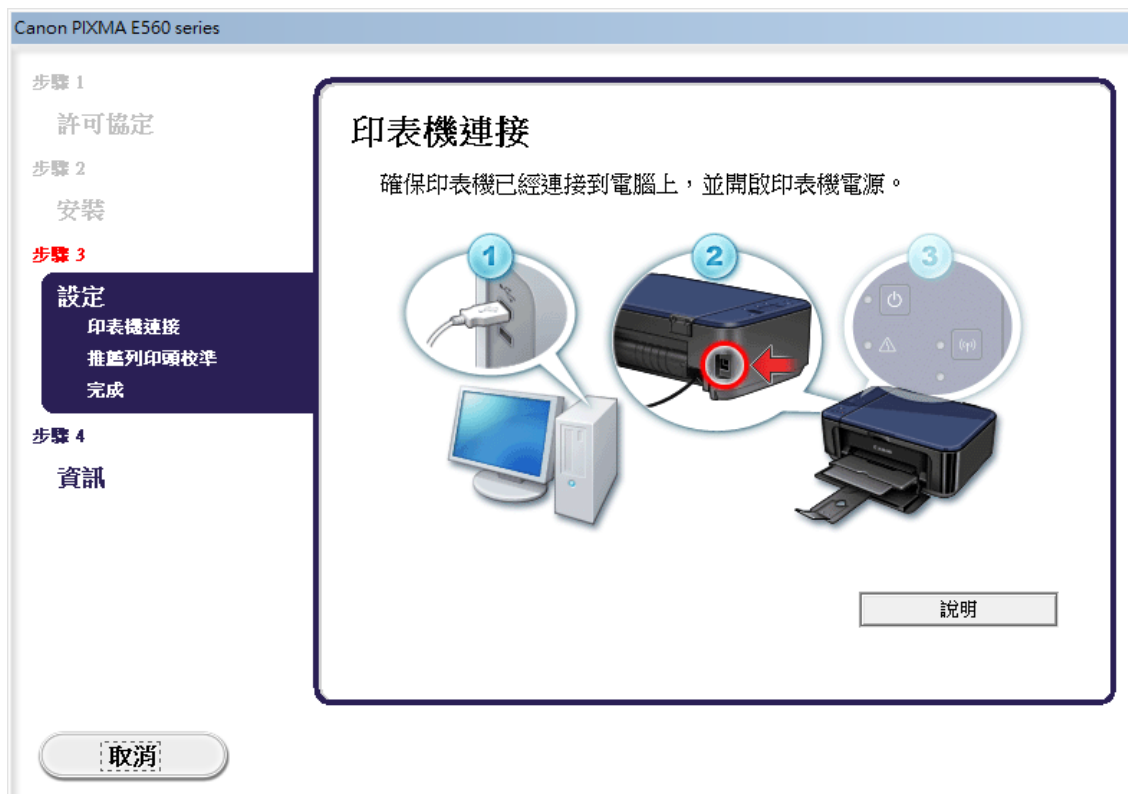 Canon PIXMA E560 series
步驟 1
許可協定
步驟 2
安裝
步驟 3
設定
印表機連接
推薦列印頭校準
完成
步驟 4
資訊
印表機連接
確保印表機已經連接到電腦上，並開啟印表機電源。
1
2
3
Canon
說明
取消